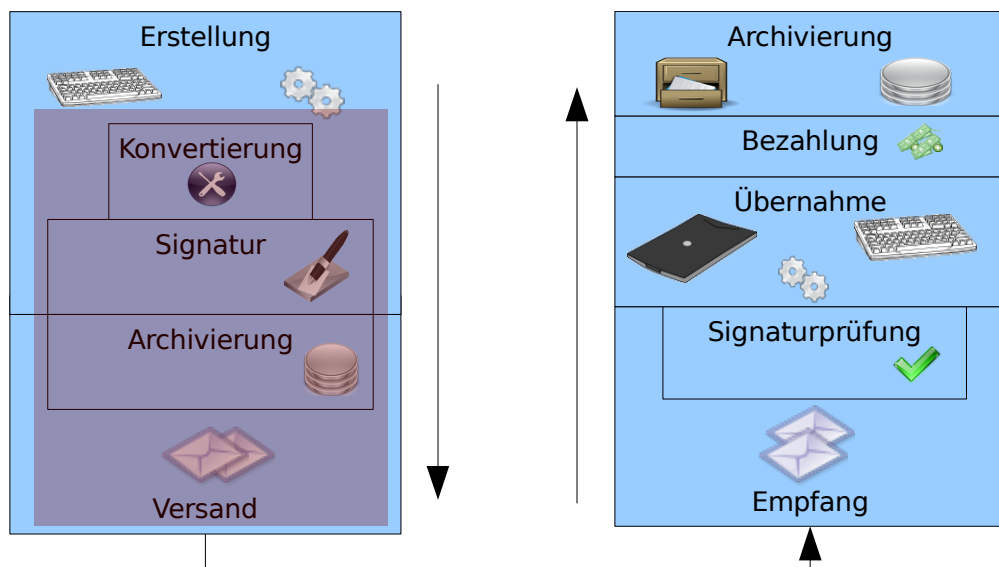 Erstellung
Konvertierung
Signatur
Archivierung
Versand
Archivierung
Bezahlung
Übernahme
Signaturprüfung
Empfang